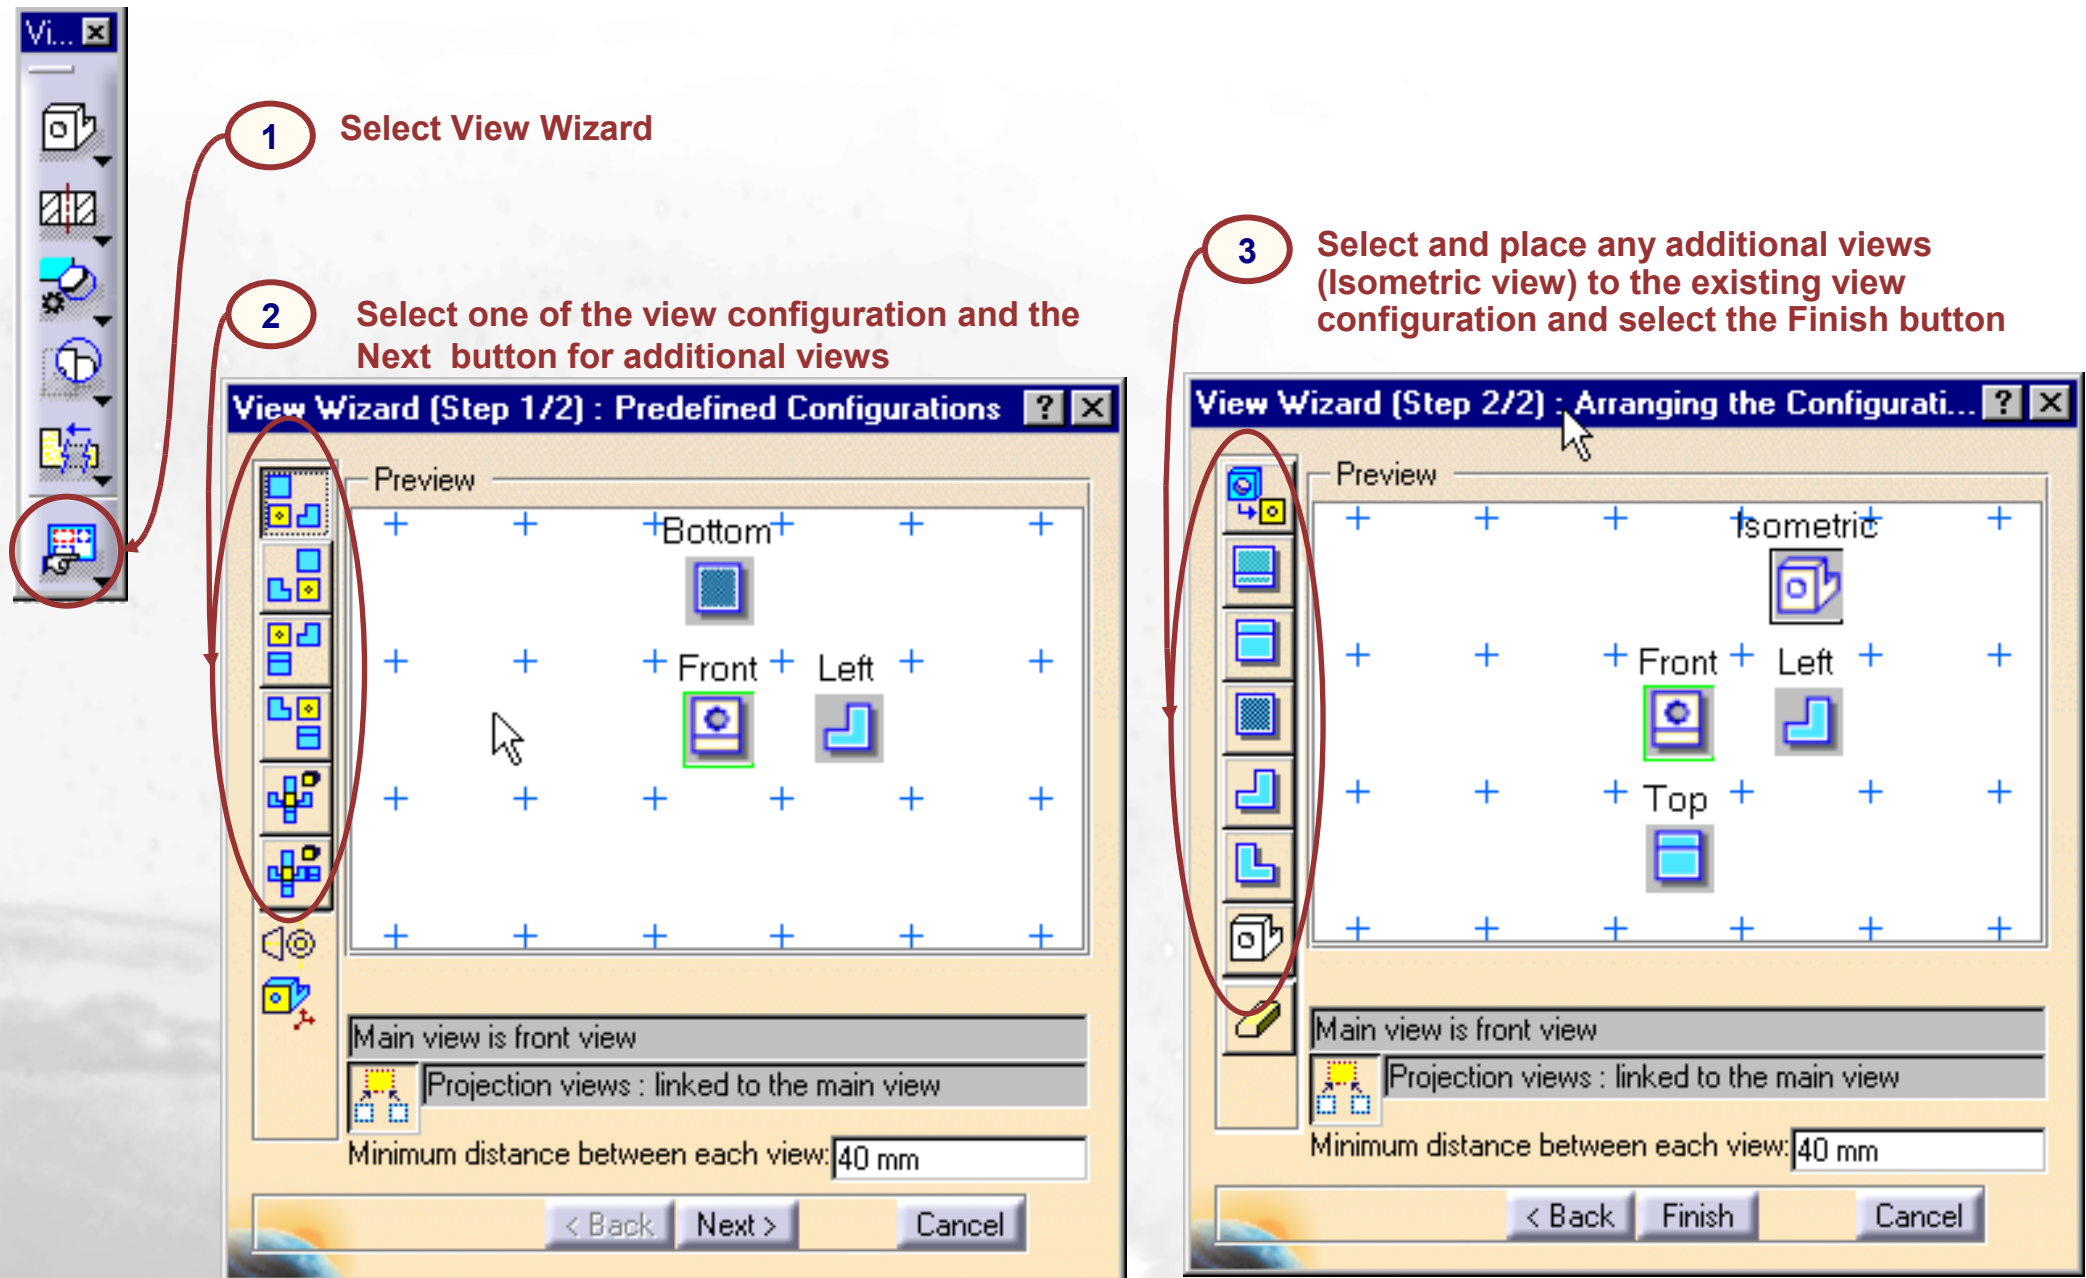 Vi...
1
Select View Wizard
2
Select one of the view configuration and the
Next button for additional views
3
Select and place any additional views
(Isometric view) to the existing view
configuration and select the Finish button
View Wizard (Step 1/2) : Predefined Configurations
Preview
Bottom
Front Left
Main view is front view
Projection views : linked to the main view
Minimum distance between each view: 40 mm
< Back Next > Cancel
View Wizard (Step 2/2) : Arranging the Configurati...
Preview
Isometric
Front Left
Top
Main view is front view
Projection views : linked to the main view
Minimum distance between each view: 40 mm
< Back Finish Cancel